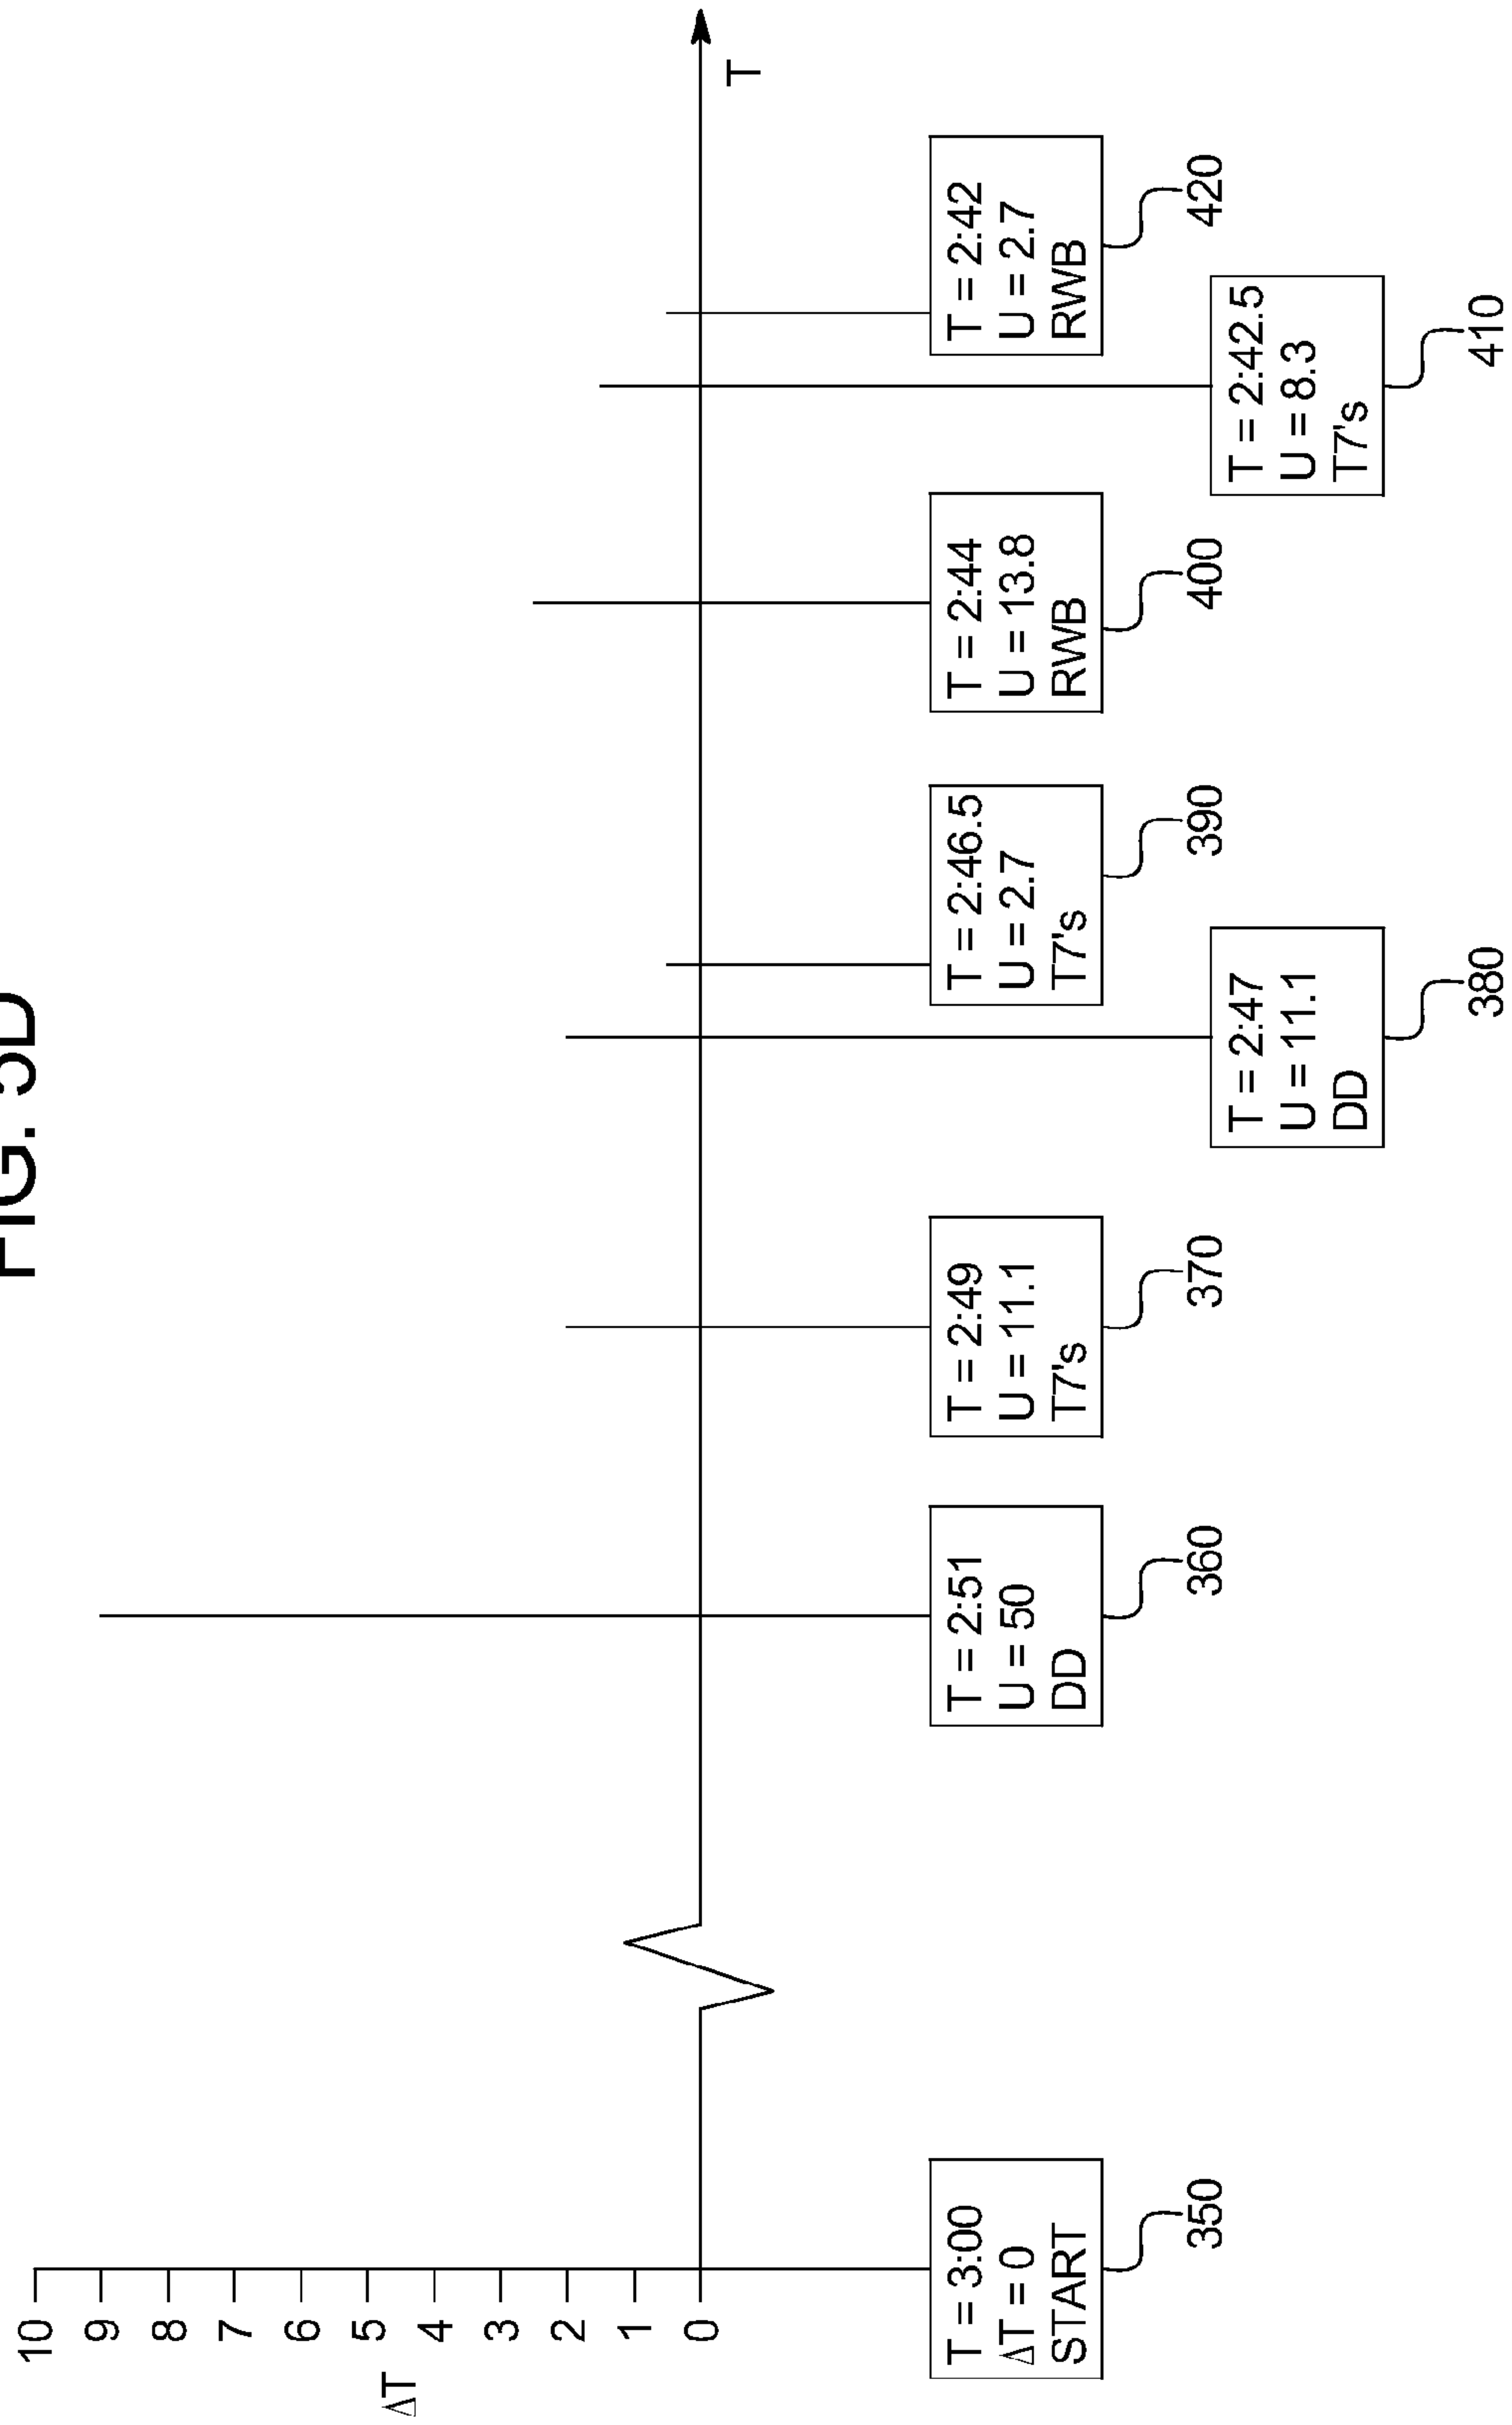 FIG.
10
9
8
7
6
5
4
3
2
1
0
ΔT
T
T = 3:00
ΔT = 0
START
350
T = 2:51
U = 50
DD
360
T = 2:49
U = 11.1
T7's
370
T = 2:47
U = 11.1
DD
380
T = 2:46.5
U = 2.7
T7's
390
T = 2:44
U = 13.8
RWB
400
T = 2:42.5
U = 8.3
T7's
410
T = 2:42
U = 2.7
RWB
420